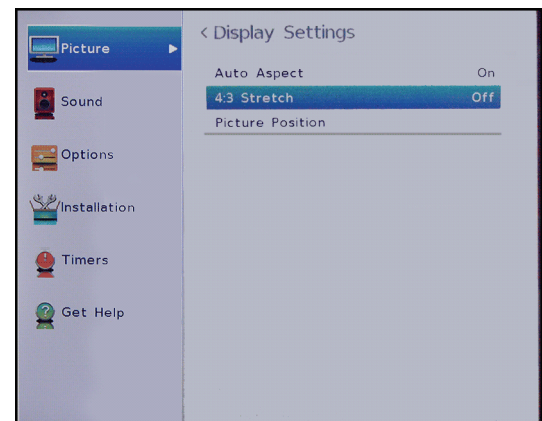 Picture
Sound
Options
Installation
Timers
Get Help
< Display Settings
Auto Aspect On
4:3 Stretch Off
Picture Position